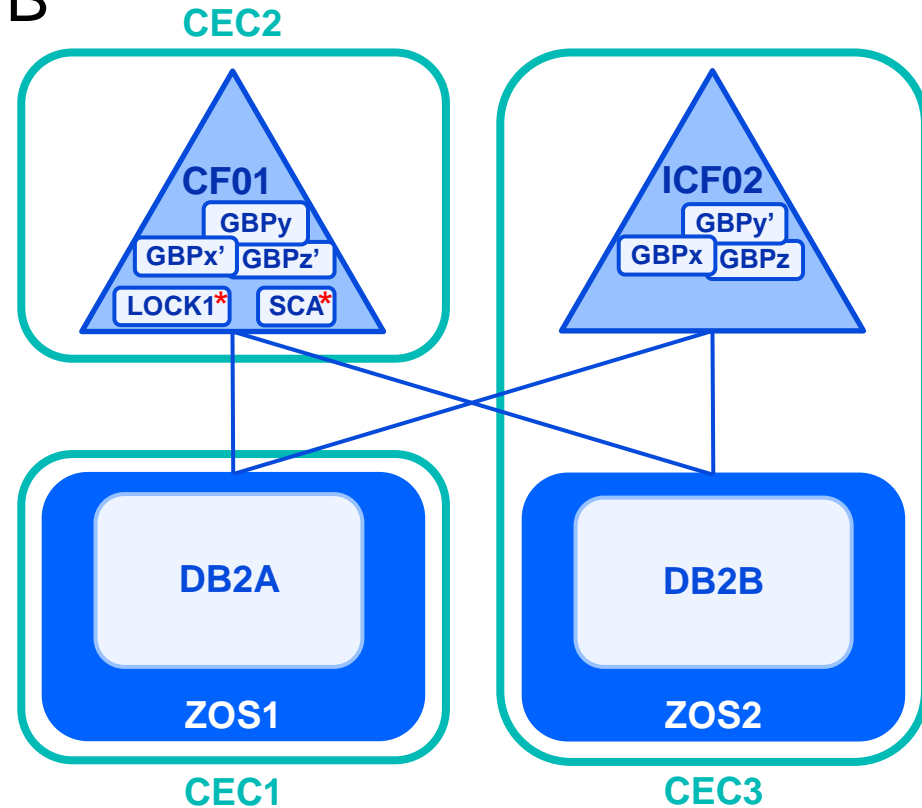 B
CEC2
CF01
GBPy
GBPx’
GBPz’
LOCK1*
SCA*
ICF02
GBPy’
GBPx
GBPz
DB2A
ZOS1
CEC1
DB2B
ZOS2
CEC3